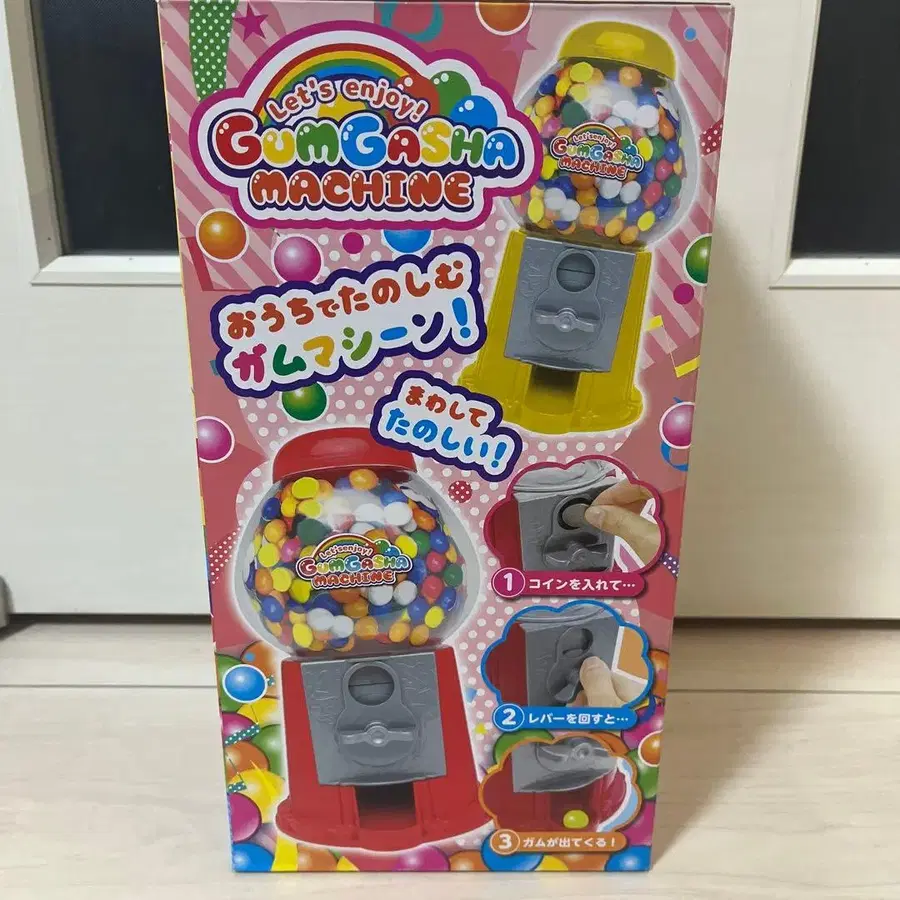 Let's enjoy!
GUMGASHA
MACHINE
Let's enjoy!
GUMGASHA
MACHINE
おうちでたのしむ
ガムマシーン!
まわして
たのしい!
Let's enjoy!
GUMGASHA
MACHINE
1 コインを入れて…
2 レバーを回すと…
3 ガムが出てくる!